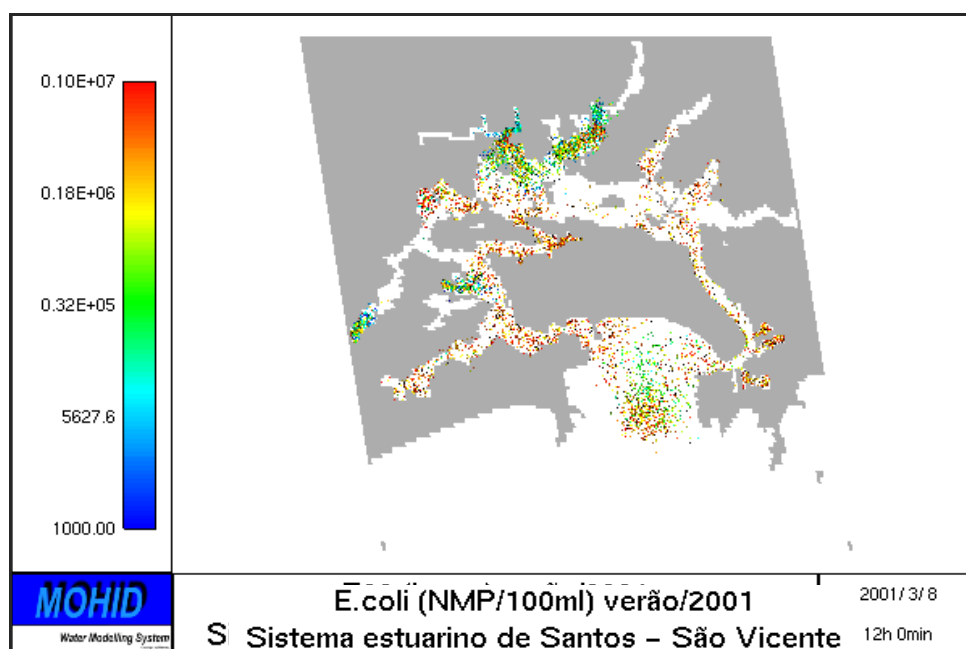 0.10E+07
0.18E+06
0.32E+05
5627.6
1000.00
MOHID
Water Modelling System
E.coli (NMP/100ml) verão/2001
S Sistema estuarino de Santos – São Vicente
2001/3/8
12h 0min